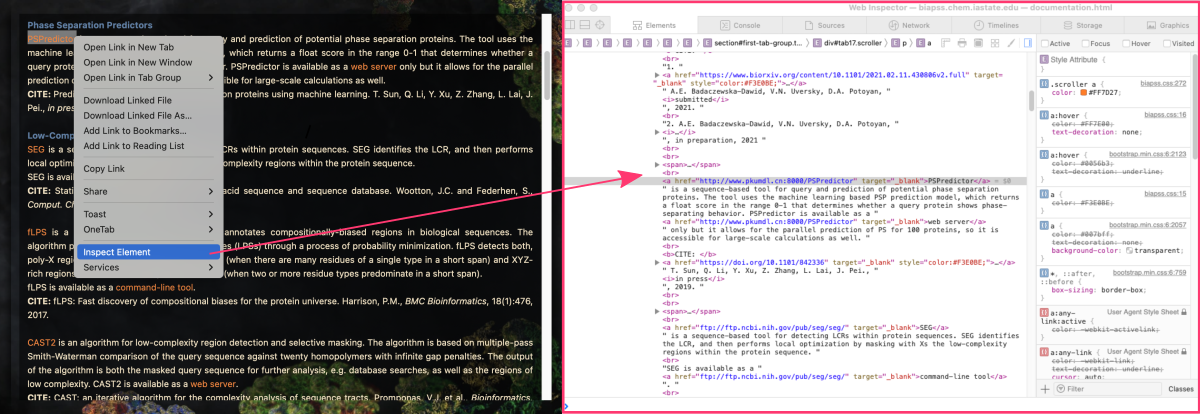 Phase Separation Predictors
PSPredictor
y and prediction of potential phase separation proteins. The tool uses the
machine le
, which returns a float score in the range 0-1 that determines whether a
query prote
PSPredictor is available as a web server only but it allows for the parallel
prediction o
ible for large-scale calculations as well.
CITE: Predi
on proteins using machine learning. T. Sun, Q. Li, Y. Xu, Z. Zhang, L. Lai, J.
Pei., in pres
Low-Comp
SEG is a se
CRs within protein sequences. SEG identifies the LCR, and then performs
local optimi
omplexity regions within the protein sequence.
SEG is avail
CITE: Stati
acid sequence and sequence database. Wootton, J.C. and Federhen, S.,
Comput. Ch
fLPS is a
annotates compositionally-biased regions in biological sequences. The
algorithm p
s (LPSs) through a process of probability minimization. fLPS detects both,
poly-X regi
(when there are many residues of a single type in a short span) and XYZ-
rich regions
(when two or more residue types predominate in a short span).
fLPS is available as a command-line tool.
CITE: fLPS: Fast discovery of compositional biases for the protein universe. Harrison, P.M., BMC Bioinformatics, 18(1):476,
2017.
CAST2 is an algorithm for low-complexity region detection and selective masking. The algorithm is based on multiple-pass
Smith-Waterman comparison of the query sequence against twenty homopolymers with infinite gap penalties. The output
of the algorithm is both the masked sequence for further analysis, e.g. database searches, as well as the regions of
low complexity. CAST2 is available as a web server.
CITE: CAST: an iterative algorithm for the complexity analysis of sequence tracts. Promponas, V.J. et al., Bioinformatics,
Open Link in New Tab
Open Link in New Window
Open Link in Tab Group
Download Linked File
Download Linked File As...
Add Link to Bookmarks...
Add Link to Reading List
Copy Link
Share
Toast
OneTab
Inspect Element
Services
Web Inspector — biapss.chem.iastate.edu — documentation.html
Elements
Console
Sources
Network
Timelines
Storage
Graphics
E E E E E E section#first-tab-group.t... E div#tab17.scroller E p E a
Active Focus Hover Visited
<br>
"1. "
<a href="https://www.biorxiv.org/content/10.1101/2021.02.11.430806v2.full" target=
"_blank" style="color:#F3E0BE;">…</a>
" A.E. Badaczewska-Dawid, V.N. Uversky, D.A. Potoyan, "
<i>submitted</i>
", 2021. "
<br>
"2. A.E. Badaczewska-Dawid, V.N. Uversky, D.A. Potoyan, "
<i>…</i>
", in preparation, 2021 "
<br>
<br>
<span>…</span>
<br>
<a href="http://www.pkumdl.cn:8000/PSPredictor" target="_blank">PSPredictor</a> = $0
" is a sequence-based tool for query and prediction of potential phase separation
proteins. The tool uses the machine learning based PSP prediction model, which returns
a float score in the range 0-1 that determines whether a query protein shows phase-
separating behavior. PSPredictor is available as a "
<a href="http://www.pkumdl.cn:8000/PSPredictor" target="_blank">web server</a>
" only but it allows for the parallel prediction of PS for 100 proteins, so it is
accessible for large-scale calculations as well. "
<br>
<b>CITE: </b>
<a href="https://doi.org/10.1101/842336" target="_blank" style="color:#F3E0BE;">…</a>
" T. Sun, Q. Li, Y. Xu, Z. Zhang, L. Lai, J. Pei., "
<i>in press</i>
", 2019. "
<br>
<br>
<span>…</span>
<br>
<a href="ftp://ftp.ncbi.nih.gov/pub/seg/seg/" target="_blank">SEG</a>
" is a sequence-based tool for detecting LCRs within protein sequences. SEG identifies
the LCR, and then performs local optimization by masking with Xs the low-complexity
regions within the protein sequence. "
<br>
"SEG is available as a "
<a href="ftp://ftp.ncbi.nih.gov/pub/seg/seg/" target="_blank">command-line tool</a>
". "
<br>
Style Attribute {
}
.scroller a { biapss.css:272
color: #FF7D27;
}
a:hover { biapss.css:16
color: #FF7E00;
text-decoration: none;
}
a:hover { bootstrap.min.css:6:2123
color: #0056b3;
text-decoration: underline;
}
a { biapss.css:15
color: #F3E0BE;
}
a { bootstrap.min.css:6:2057
color: #007bff;
text-decoration: none;
background-color: transparent;
}
*, ::after, bootstrap.min.css:6:759
::before {
box-sizing: border-box;
}
a:any- User Agent Style Sheet
link:active {
color: -webkit-activelink;
}
a:any-link { User Agent Style Sheet
color: -webkit-link;
text-decoration: underline;
cursor: auto;
Filter
Classes